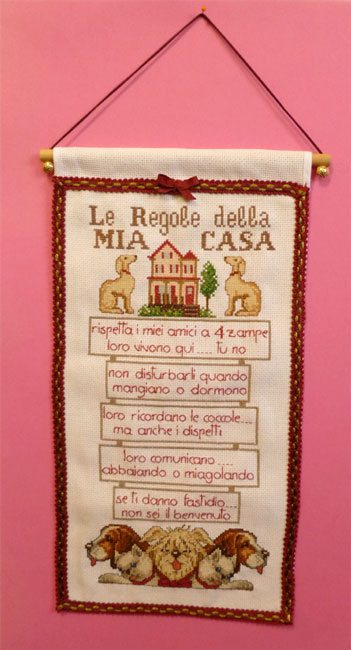 Le Regole della
MIA CASA
rispetta i miei amici a 4 zampe
loro vivono qui .... tu no
non disturbarli quando
mangiano o dormono
loro ricordano le coccole...
ma anche i dispetti
loro comunicano ....
abbaiando o miagolando
se ti danno fastidio...
non sei il benvenuto